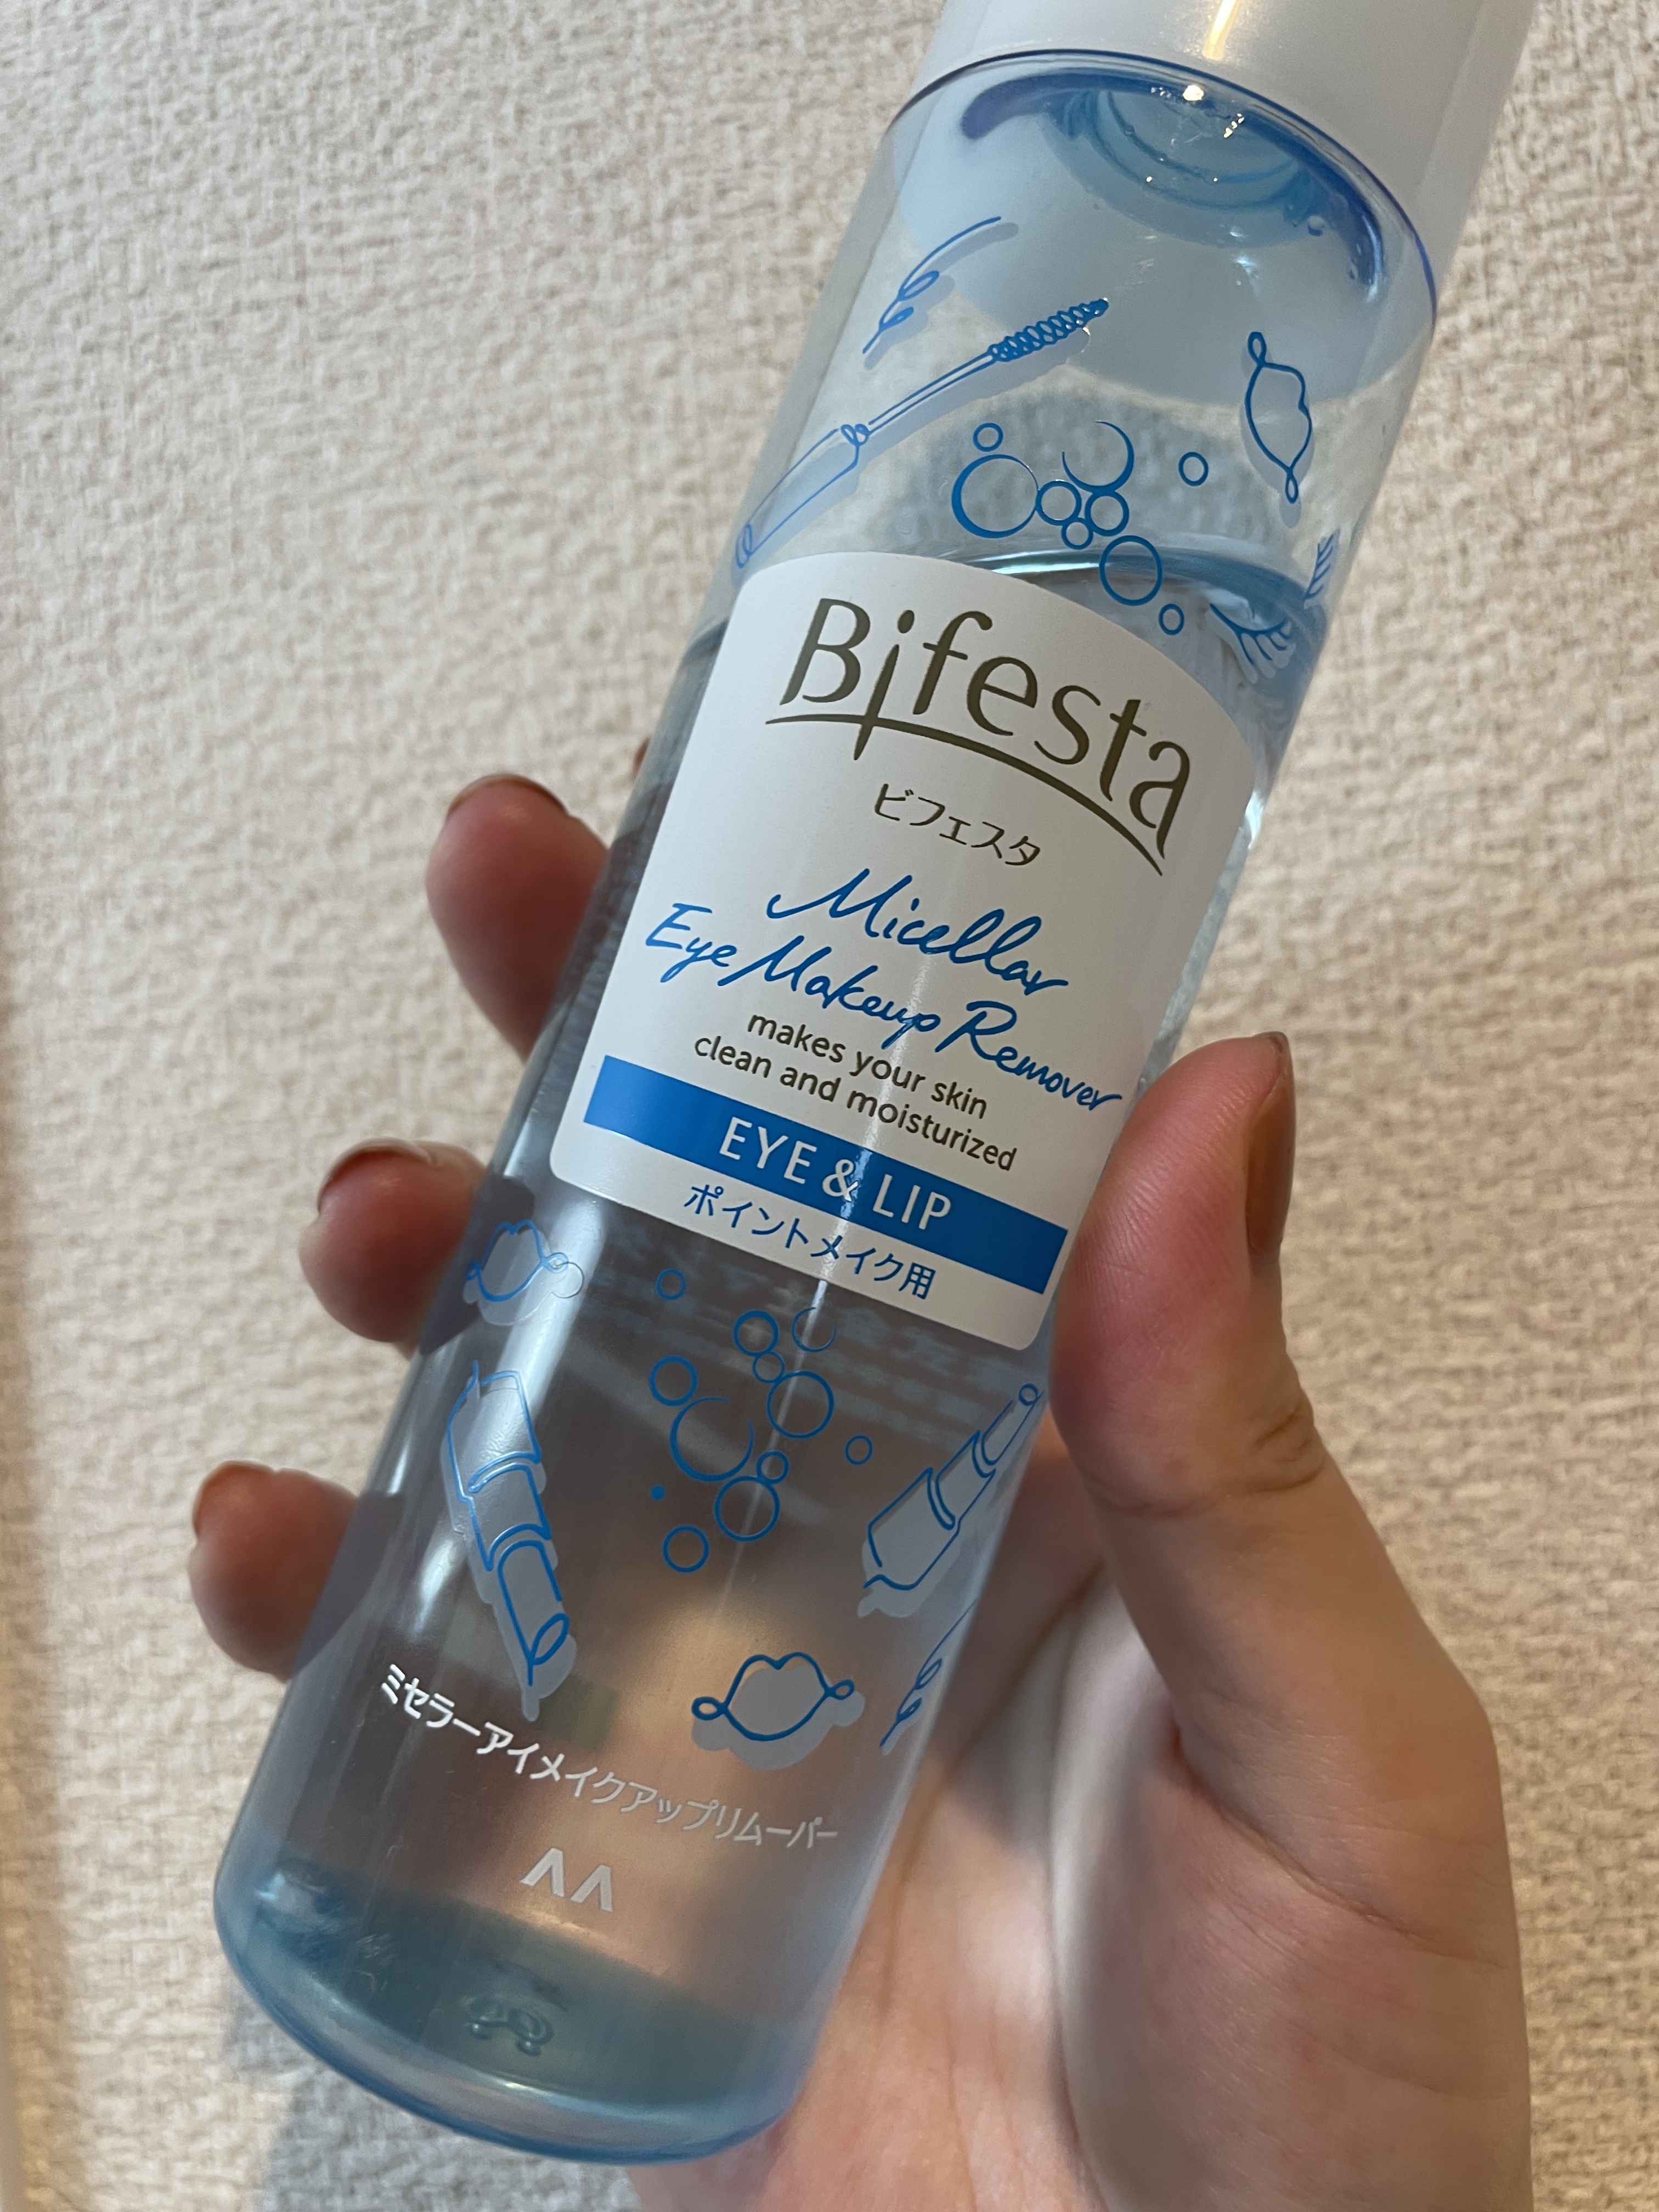 Bifesta
ビフェスタ
Micellar
Eye Makeup Remover
makes your skin
clean and moisturized
EYE & LIP
ポイントメイク用
ミセラーアイメイクアップリムーバー